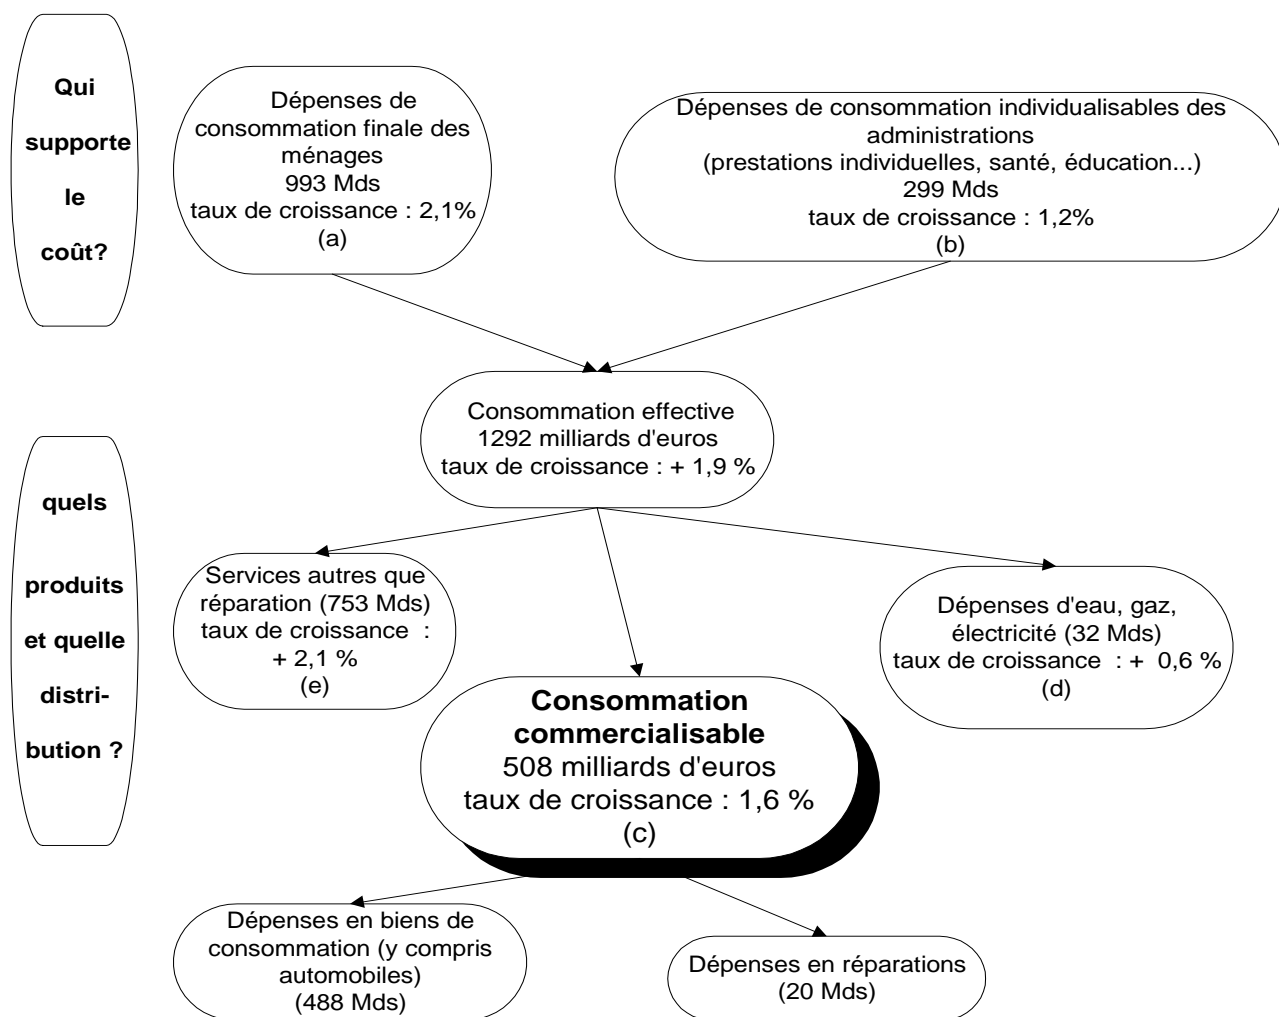 Qui
supporte
le
coût?
Dépenses de
consommation finale des
ménages
993 Mds
taux de croissance : 2,1%
(a)
Dépenses de consommation individualisables des
administrations
(prestations individuelles, santé, éducation...)
299 Mds
taux de croissance : 1,2%
(b)
Consommation effective
1292 milliards d'euros
taux de croissance : + 1,9 %
quels
produits
et quelle
distri-
bution ?
Services autres que
réparation (753 Mds)
taux de croissance :
+ 2,1 %
(e)
Dépenses d'eau, gaz,
électricité (32 Mds)
taux de croissance : + 0,6 %
(d)
Consommation
commercialisable
508 milliards d'euros
taux de croissance : 1,6 %
(c)
Dépenses en biens de
consommation (y compris
automobiles)
(488 Mds)
Dépenses en réparations
(20 Mds)